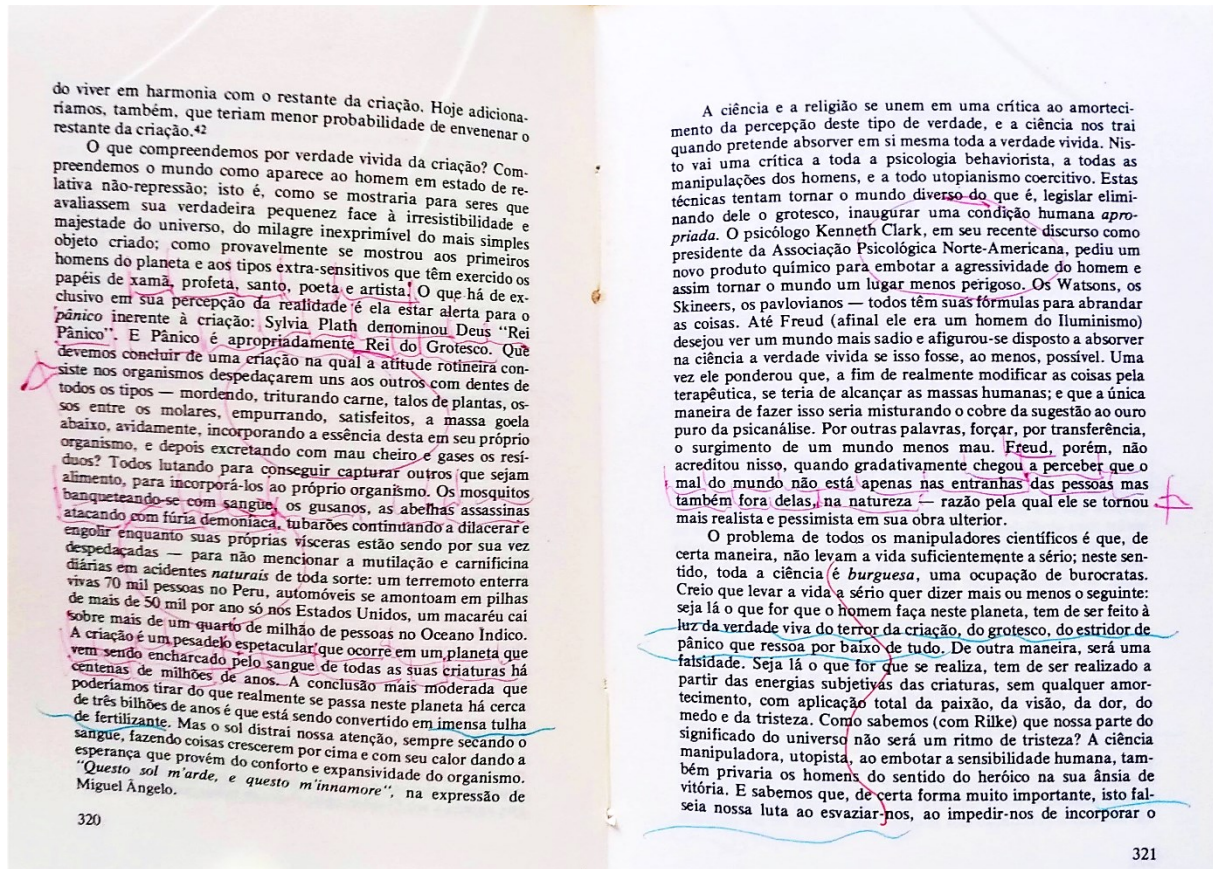 do viver em harmonia com o restante da criação. Hoje adiciona-
ríamos, também, que teriam menor probabilidade de envenenar o
restante da criação.⁴²
O que compreendemos por verdade vivida da criação? Com-
preendemos o mundo como aparece ao homem em estado de re-
lativa não-repressão; isto é, como se mostraria para seres que
avaliassem sua verdadeira pequenez face à irresistibilidade e
majestade do universo, do milagre inexprimível do mais simples
objeto criado; como provavelmente se mostrou aos primeiros
homens do planeta e aos tipos extra-sensitivos que têm exercido os
papéis de xamã, profeta, santo, poeta e artista. O que há de ex-
clusivo em sua percepção da realidade é ela estar alerta para o
pânico inerente à criação: Sylvia Plath denominou Deus "Rei
Pânico". E Pânico é apropriadamente Rei do Grotesco. Que
devemos concluir de uma criação na qual a atitude rotineira con-
siste nos organismos despedaçarem uns aos outros com dentes de
todos os tipos — mordendo, triturando carne, talos de plantas, os-
sos entre os molares, empurrando, satisfeitos, a massa goela
abaixo, avidamente, incorporando a essência desta em seu próprio
organismo, e depois excretando com mau cheiro e gases os resí-
duos? Todos lutando para conseguir capturar outros que sejam
alimento, para incorporá-los ao próprio organismo. Os mosquitos
banqueteando-se com sangue, os gusanos, as abelhas assassinas
atacando com fúria demoníaca, tubarões continuando a dilacerar e
engolir enquanto suas próprias vísceras estão sendo por sua vez
despedaçadas — para não mencionar a mutilação e carnificina
diárias em acidentes naturais de toda sorte: um terremoto enterra
vivas 70 mil pessoas no Peru, automóveis se amontoam em pilhas
de mais de 50 mil por ano só nos Estados Unidos, um macaréu cai
sobre mais de um quarto de milhão de pessoas no Oceano Índico.
A criação é um pesadelo espetacular que ocorre em um planeta que
vem sendo encharcado pelo sangue de todas as suas criaturas há
centenas de milhões de anos. A conclusão mais moderada que
poderíamos tirar do que realmente se passa neste planeta há cerca
de três bilhões de anos é que está sendo convertido em imensa tulha
de fertilizante. Mas o sol distrai nossa atenção, sempre secando o
sangue, fazendo coisas crescerem por cima e com seu calor dando a
esperança que provém do conforto e expansividade do organismo.
"Questo sol m'arde, e questo m'innamore", na expressão de
Miguel Ângelo.
320
A ciência e a religião se unem em uma crítica ao amorteci-
mento da percepção deste tipo de verdade, e a ciência nos trai
quando pretende absorver em si mesma toda a verdade vivida. Nis-
to vai uma crítica a toda a psicologia behaviorista, a todas as
manipulações dos homens, e a todo utopianismo coercitivo. Estas
técnicas tentam tornar o mundo diverso do que é, legislar elimi-
nando dele o grotesco, inaugurar uma condição humana apro-
priada. O psicólogo Kenneth Clark, em seu recente discurso como
presidente da Associação Psicológica Norte-Americana, pediu um
novo produto químico para embotar a agressividade do homem e
assim tornar o mundo um lugar menos perigoso. Os Watsons, os
Skineers, os pavlovianos — todos têm suas fórmulas para abrandar
as coisas. Até Freud (afinal ele era um homem do Iluminismo)
desejou ver um mundo mais sadio e afigurou-se disposto a absorver
na ciência a verdade vivida se isso fosse, ao menos, possível. Uma
vez ele ponderou que, a fim de realmente modificar as coisas pela
terapêutica, se teria de alcançar as massas humanas; e que a única
maneira de fazer isso seria misturando o cobre da sugestão ao ouro
puro da psicanálise. Por outras palavras, forçar, por transferência,
o surgimento de um mundo menos mau. Freud, porém, não
acreditou nisso, quando gradativamente chegou a perceber que o
mal do mundo não está apenas nas entranhas das pessoas mas
também fora delas, na natureza — razão pela qual ele se tornou
mais realista e pessimista em sua obra ulterior.
O problema de todos os manipuladores científicos é que, de
certa maneira, não levam a vida suficientemente a sério; neste sen-
tido, toda a ciência é burguesa, uma ocupação de burocratas.
Creio que levar a vida a sério quer dizer mais ou menos o seguinte:
seja lá o que for que o homem faça neste planeta, tem de ser feito à
luz da verdade viva do terror da criação, do grotesco, do estridor de
pânico que ressoa por baixo de tudo. De outra maneira, será uma
falsidade. Seja lá o que for que se realiza, tem de ser realizado a
partir das energias subjetivas das criaturas, sem qualquer amor-
tecimento, com aplicação total da paixão, da visão, da dor, do
medo e da tristeza. Como sabemos (com Rilke) que nossa parte do
significado do universo não será um ritmo de tristeza? A ciência
manipuladora, utopista, ao embotar a sensibilidade humana, tam-
bém privaria os homens do sentido do heróico na sua ânsia de
vitória. E sabemos que, de certa forma muito importante, isto fal-
seia nossa luta ao esvaziar-nos, ao impedir-nos de incorporar o
321